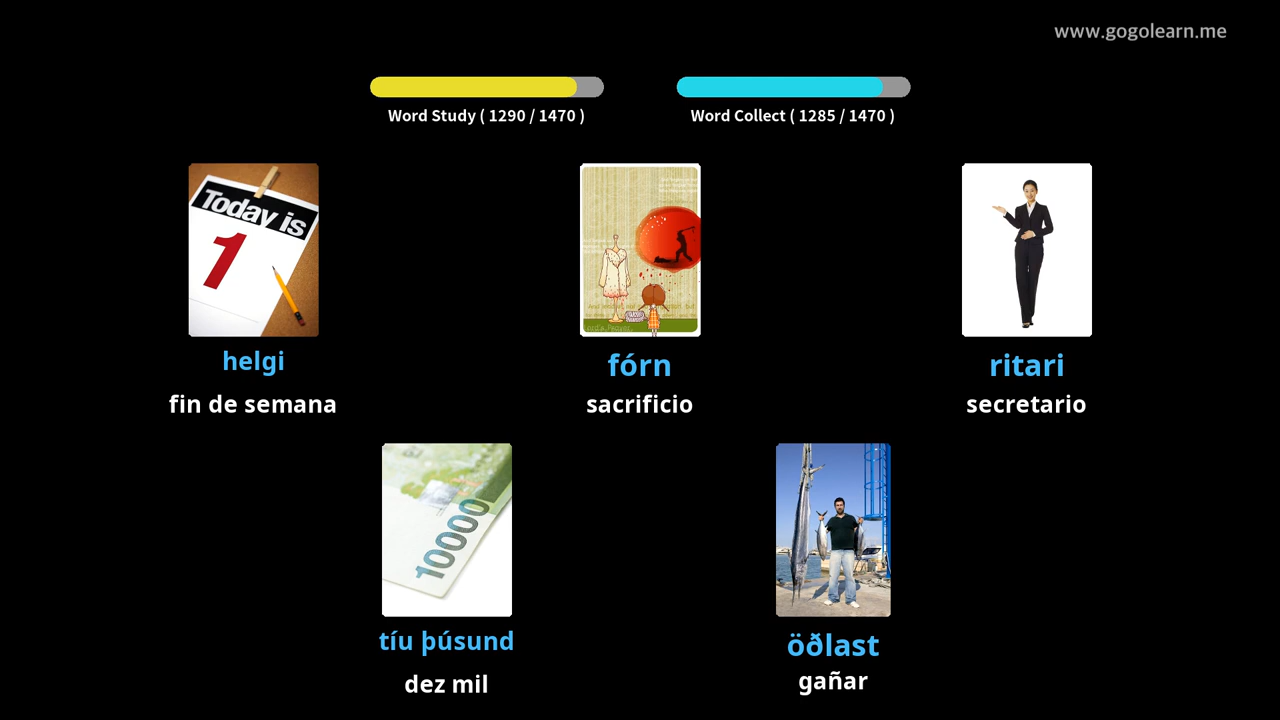 www.gogolearn.me
Word Study ( 1290 / 1470 )
Word Collect ( 1285 / 1470 )
Today is
1
helgi
fin de semana
fórn
sacrificio
ritari
secretario
10000
tíu þúsund
dez mil
öðlast
gañar